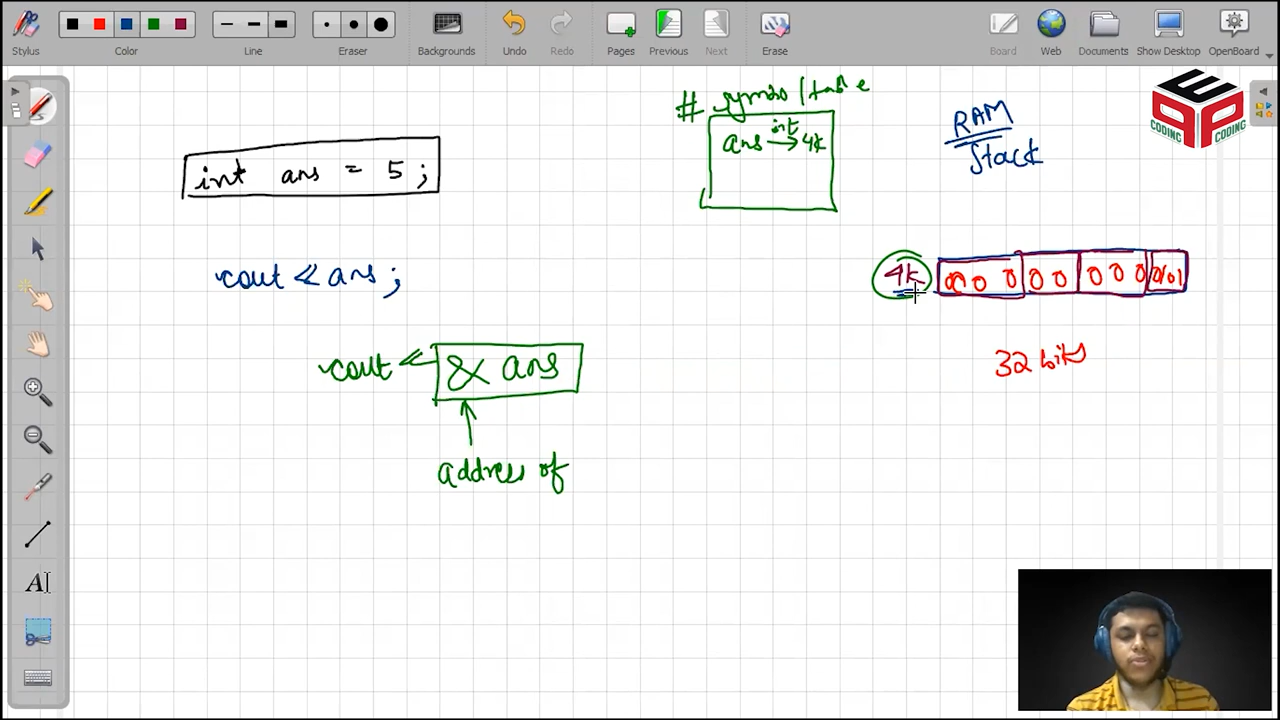 Stylus
Color
Line
Eraser
Backgrounds
Undo
Redo
Pages
Previous
Next
Erase
Board
Web
Documents
Show Desktop
OpenBoard
CODING
CODING
AI
# symbol table
ans int → 4k
RAM
Stack
int ans = 5 ;
cout << ans ;
4k
32 bits
cout << & ans
address of